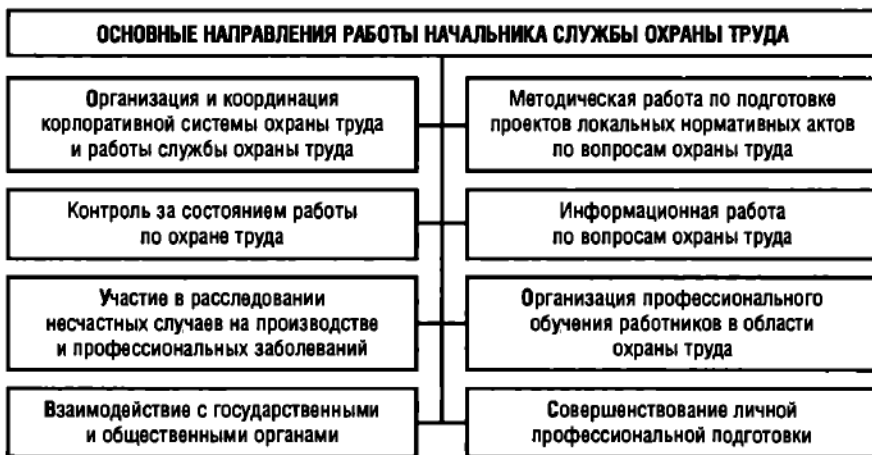 ОСНОВНЫЕ НАПРАВЛЕНИЯ РАБОТЫ НАЧАЛЬНИКА СЛУЖБЫ ОХРАНЫ ТРУДА
Организация и координация
корпоративной системы охраны труда
и работы службы охраны труда
Методическая работа по подготовке
проектов локальных нормативных актов
по вопросам охраны труда
Контроль за состоянием работы
по охране труда
Информационная работа
по вопросам охраны труда
Участие в расследовании
несчастных случаев на производстве
и профессиональных заболеваний
Организация профессионального
обучения работников в области
охраны труда
Взаимодействие с государственными
и общественными органами
Совершенствование личной
профессиональной подготовки